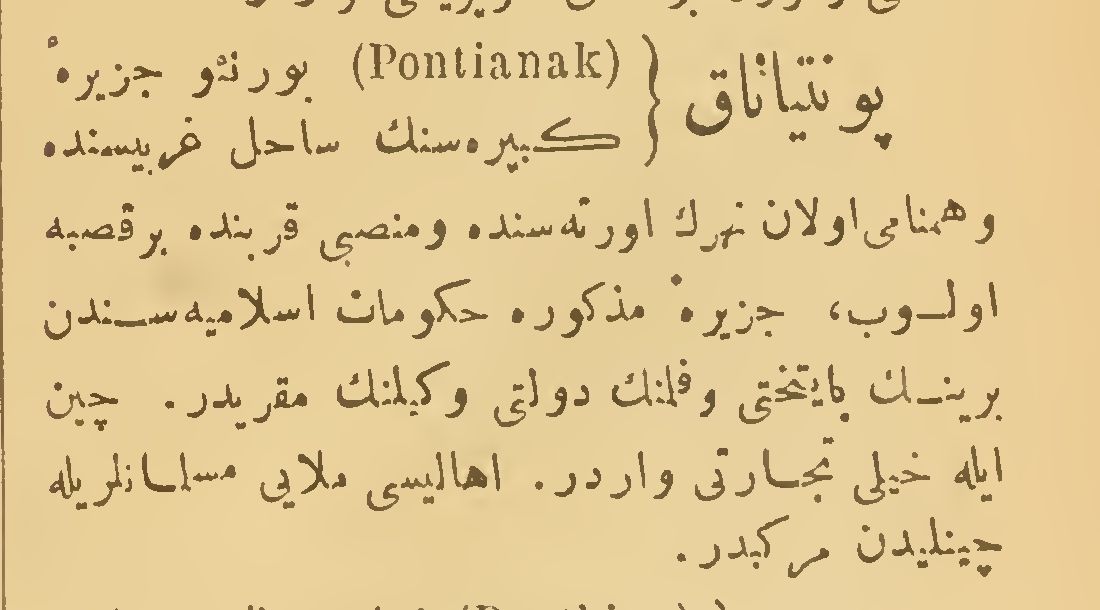 پونتیاناق { (Pontianak) بورنئو جزیرهٔ
کبیره‌سنك ساحل غربیسنده
وهمنامی اولان نهرك اورته‌سنده ومنصبی قربنده برقصبه
اولوب، جزیرهٔ مذکوره حکومات اسلامیه‌سندن
برینك پایتختی وفلمنك دولتی وکیلنك مقریدر. چین
ایله خیلی تجارتی واردر. اهالیسی ملایی مسلمانلریله
چینلیدن مرکبدر.